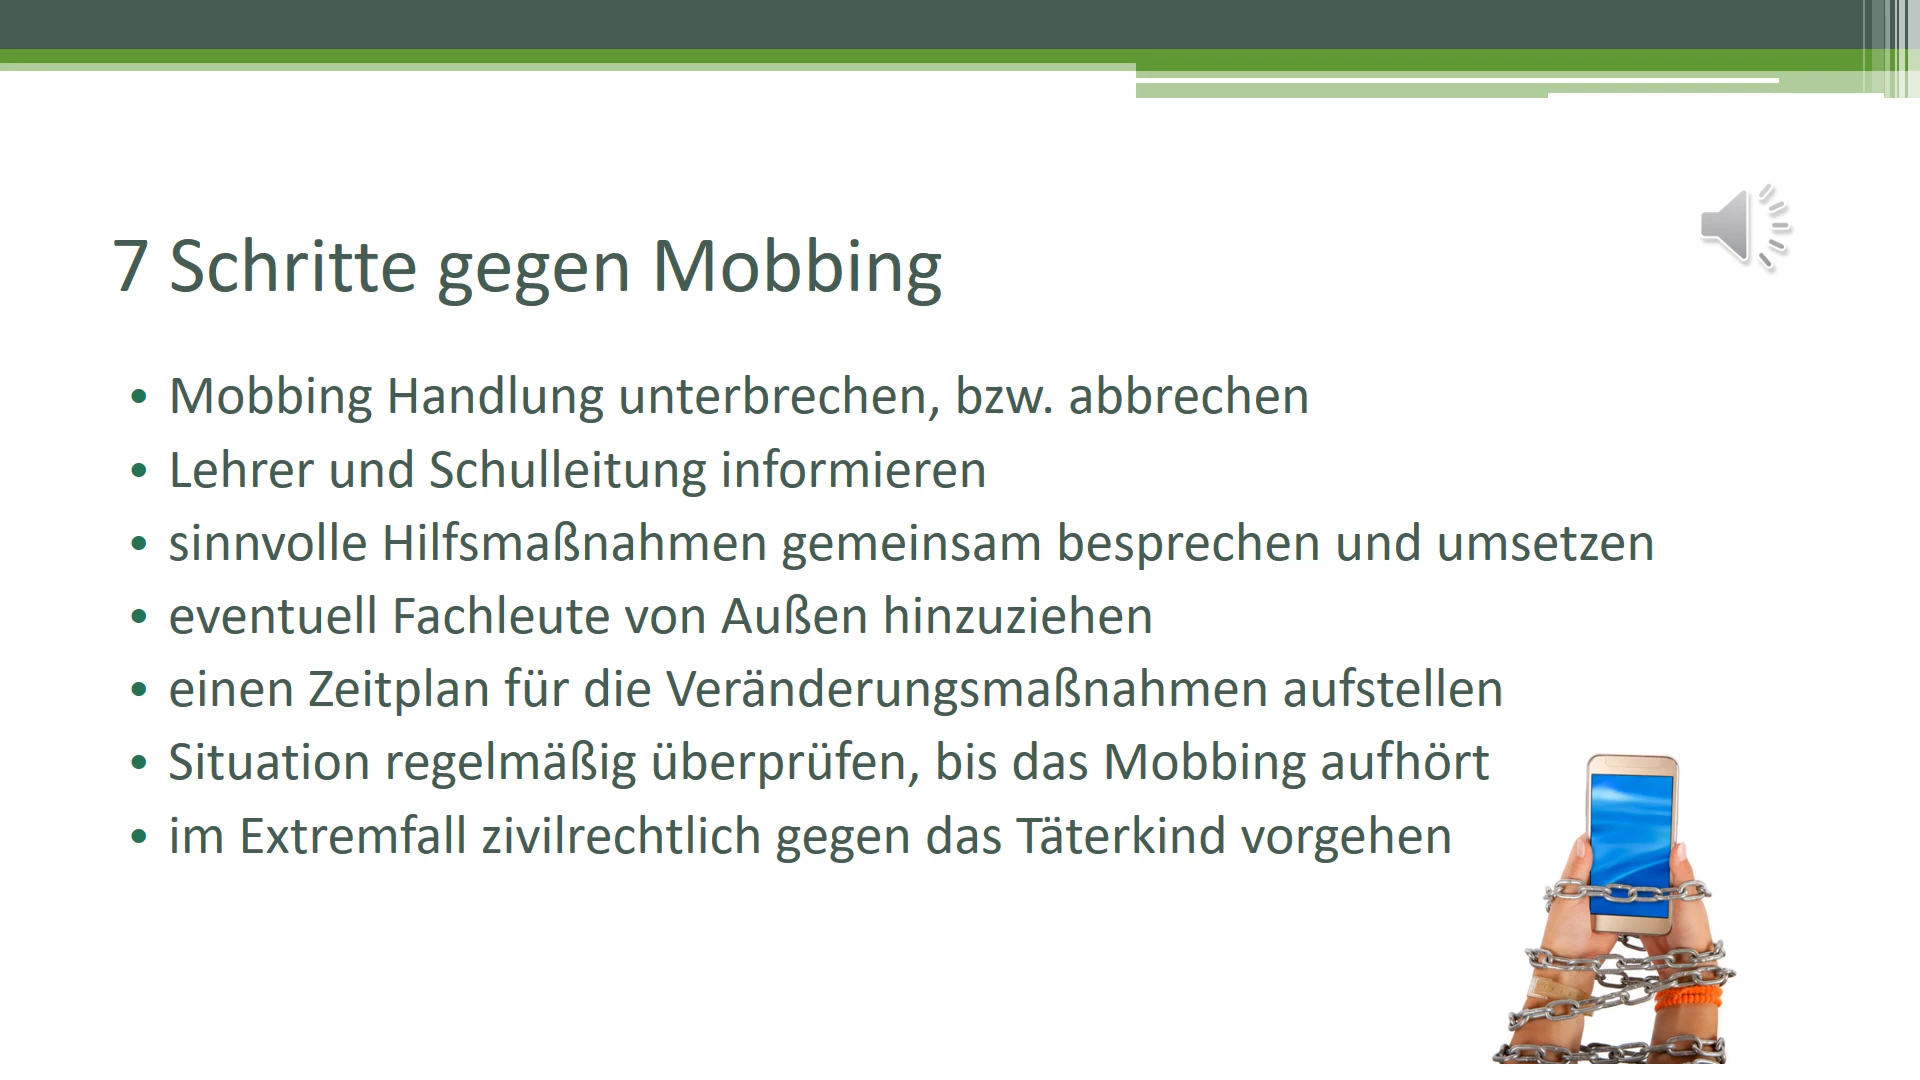 7 Schritte gegen Mobbing
• Mobbing Handlung unterbrechen, bzw. abbrechen
• Lehrer und Schulleitung informieren
• sinnvolle Hilfsmaßnahmen gemeinsam besprechen und umsetzen
• eventuell Fachleute von Außen hinzuziehen
• einen Zeitplan für die Veränderungsmaßnahmen aufstellen
• Situation regelmäßig überprüfen, bis das Mobbing aufhört
• im Extremfall zivilrechtlich gegen das Täterkind vorgehen